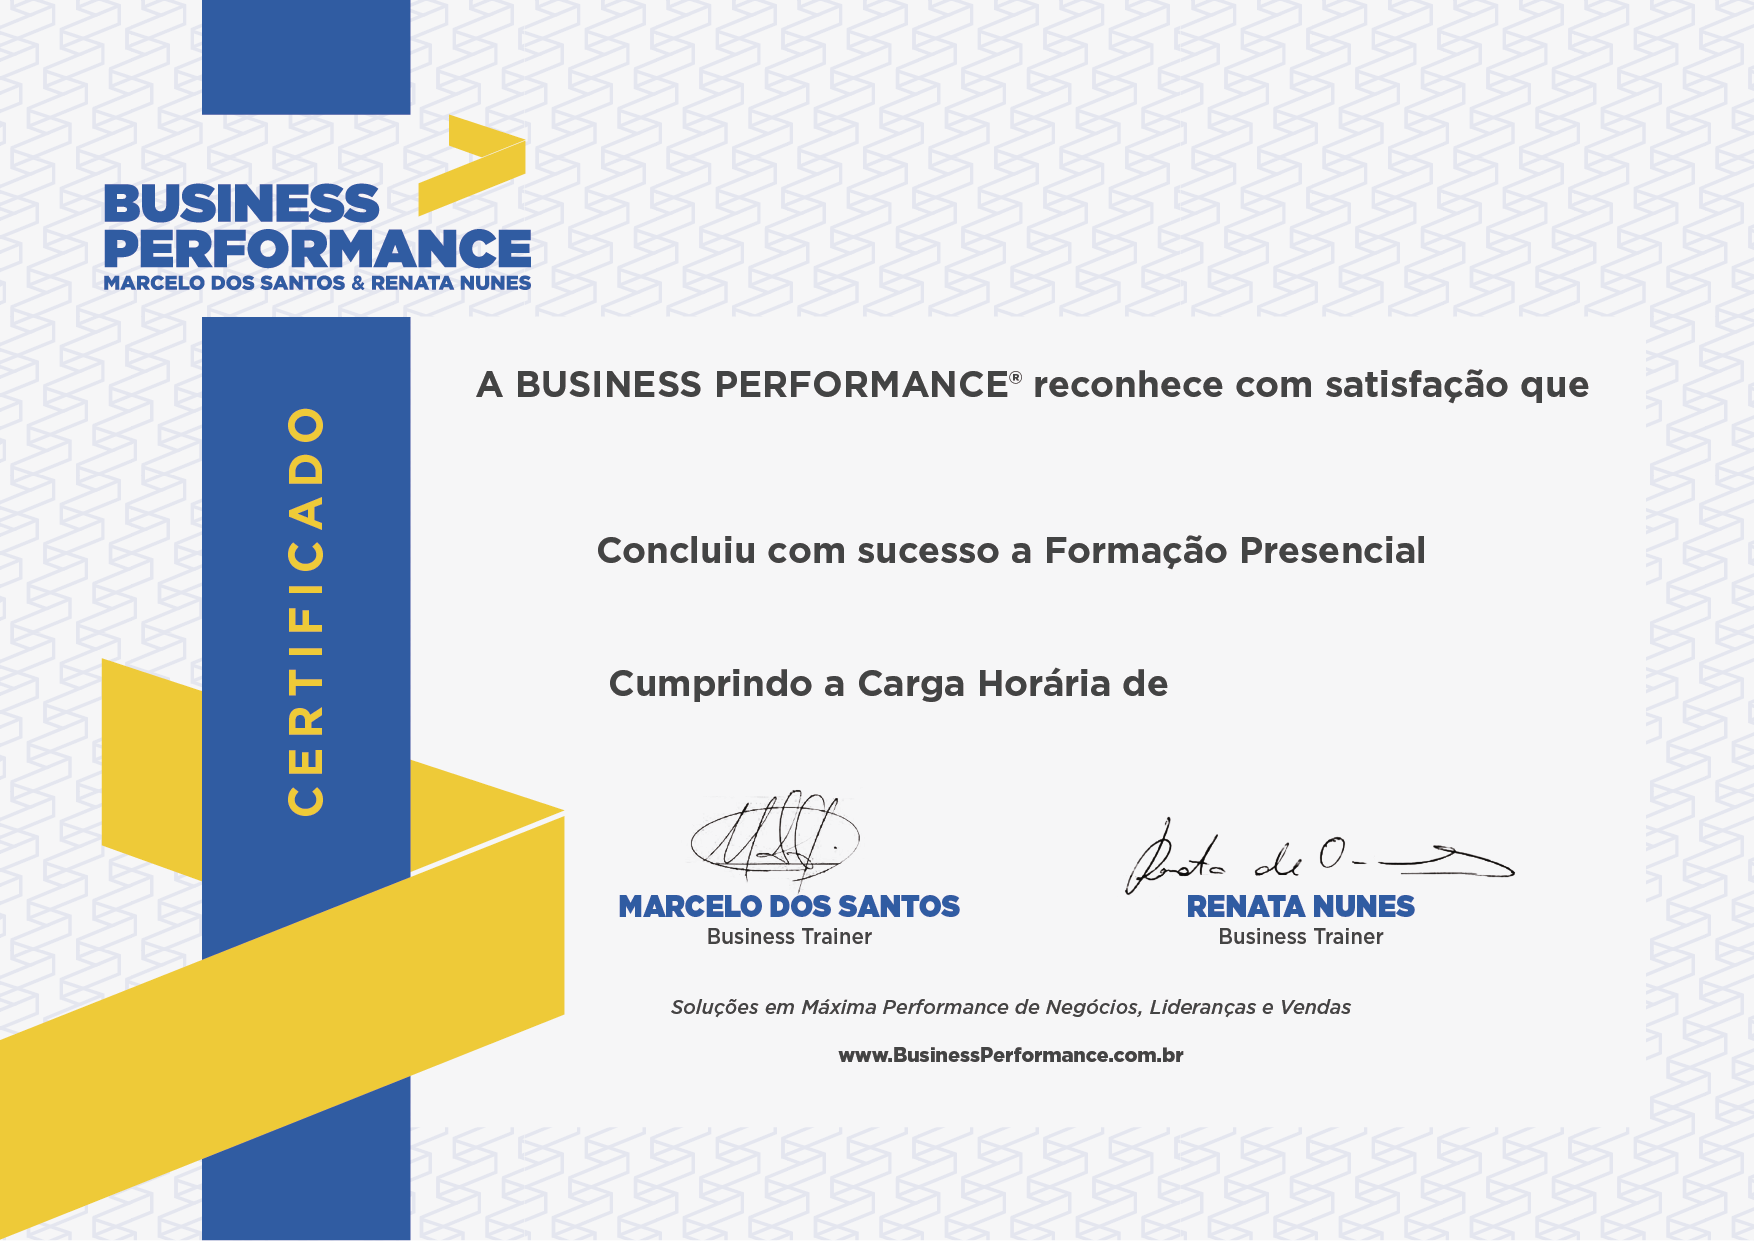 BUSINESS
PERFORMANCE
MARCELO DOS SANTOS & RENATA NUNES
CERTIFICADO
A BUSINESS PERFORMANCE® reconhece com satisfação que
Concluiu com sucesso a Formação Presencial
Cumprindo a Carga Horária de
Renata de O
MARCELO DOS SANTOS
Business Trainer
RENATA NUNES
Business Trainer
Soluções em Máxima Performance de Negócios, Lideranças e Vendas
www.BusinessPerformance.com.br